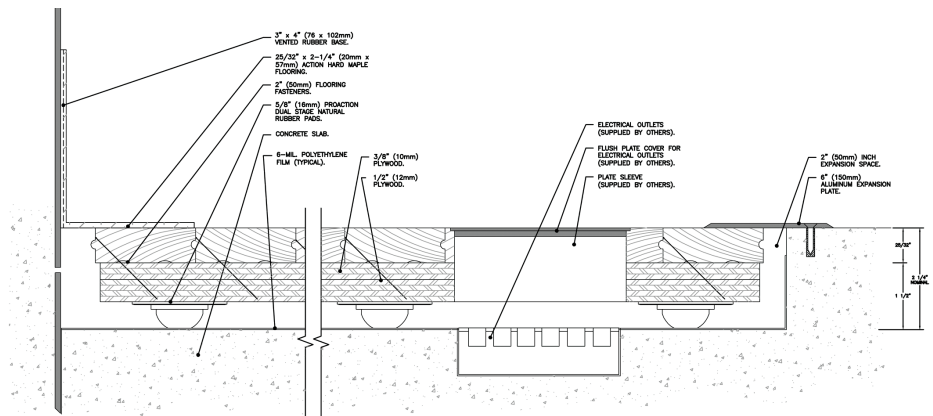 3" x 4" (76 x 102mm)
VENTED RUBBER BASE.
25/32" x 2-1/4" (20mm x
57mm) ACTION HARD MAPLE
FLOORING.
2" (50mm) FLOORING
FASTENERS.
5/8" (16mm) PROACTION
DUAL STAGE NATURAL
RUBBER PADS.
CONCRETE SLAB.
6-MIL. POLYETHYLENE
FILM (TYPICAL).
3/8" (10mm)
PLYWOOD.
1/2" (12mm)
PLYWOOD.
ELECTRICAL OUTLETS
(SUPPLIED BY OTHERS).
FLUSH PLATE COVER FOR
ELECTRICAL OUTLETS
(SUPPLIED BY OTHERS).
PLATE SLEEVE
(SUPPLIED BY OTHERS).
2" (50mm) INCH
EXPANSION SPACE.
6" (150mm)
ALUMINUM EXPANSION
PLATE.
25/32"
2 1/4"
NOMINAL
1 1/2"